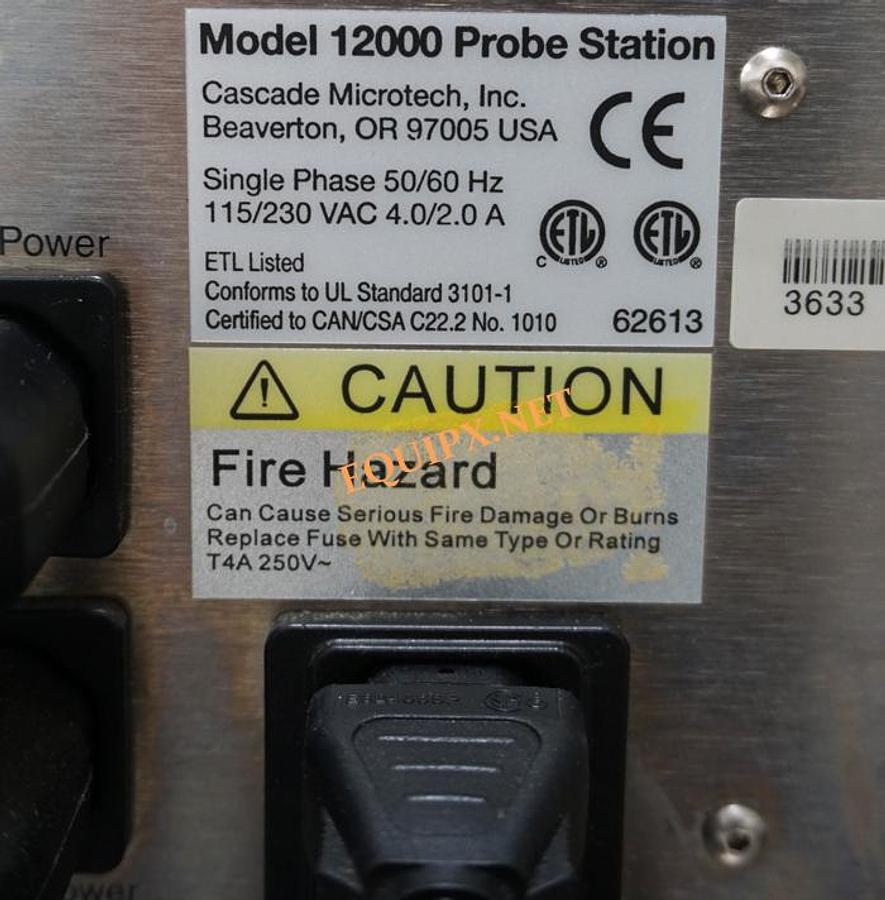 Model 12000 Probe Station
Cascade Microtech, Inc.
Beaverton, OR 97005 USA
CE
Single Phase 50/60 Hz
115/230 VAC 4.0/2.0 A
ETL ETL
C LISTED ® LISTED ®
ETL Listed
Conforms to UL Standard 3101-1
Certified to CAN/CSA C22.2 No. 1010 62613
Power
3633
CAUTION
EQUIPX.NET
Fire Hazard
Can Cause Serious Fire Damage Or Burns
Replace Fuse With Same Type Or Rating
T4A 250V~
Power